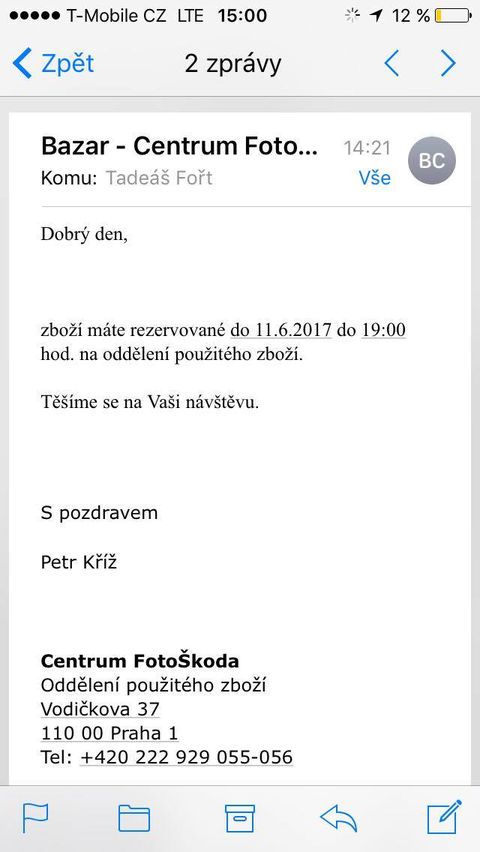 T-Mobile CZ LTE 15:00 12 %
Zpět 2 zprávy
Bazar - Centrum Foto... 14:21 BC
Komu: Tadeáš Fořt Vše
Dobrý den,
zboží máte rezervované do 11.6.2017 do 19:00
hod. na oddělení použitého zboží.
Těšíme se na Vaši návštěvu.
S pozdravem
Petr Kříž
Centrum FotoŠkoda
Oddělení použitého zboží
Vodičkova 37
110 00 Praha 1
Tel: +420 222 929 055-056